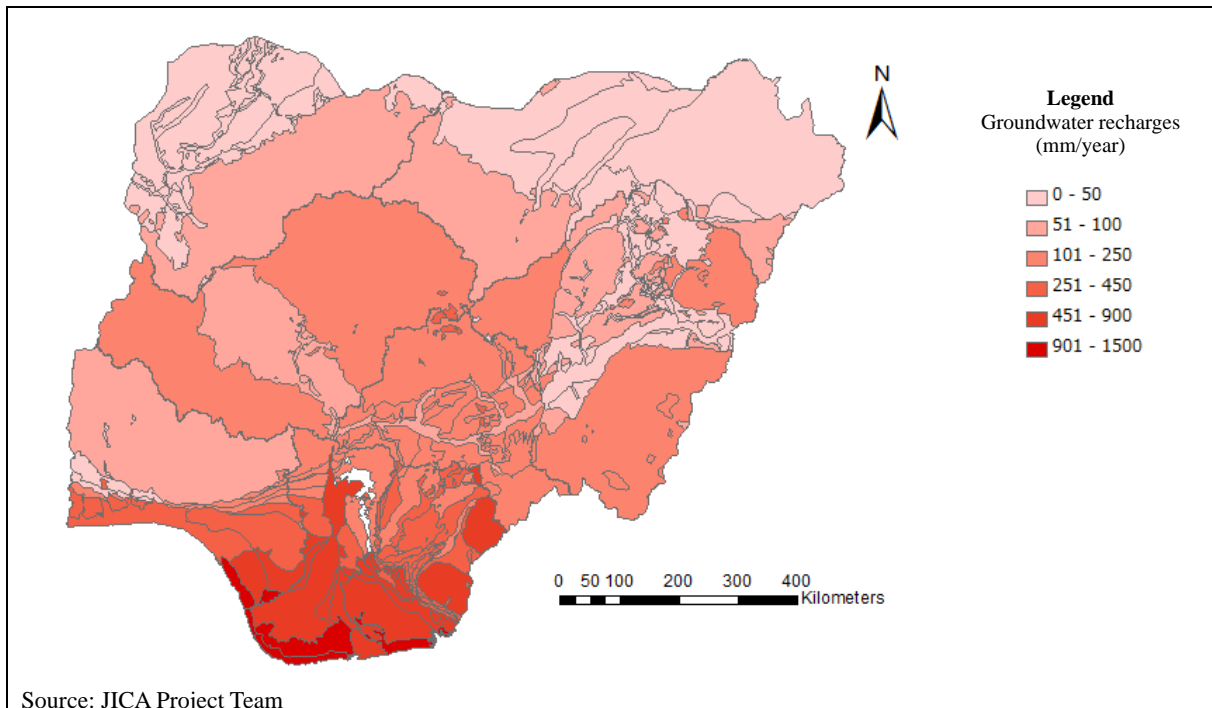 N
Legend
Groundwater recharges
(mm/year)
0 - 50
51 - 100
101 - 250
251 - 450
451 - 900
901 - 1500
0 50 100 200 300 400
Kilometers
Source: JICA Project Team